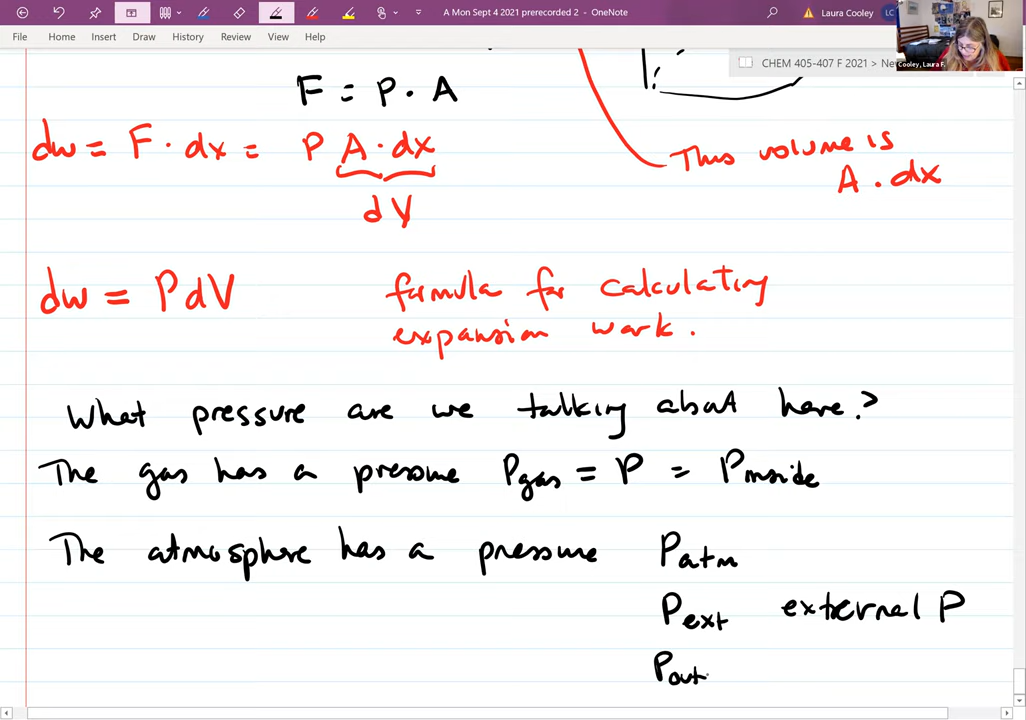 A Mon Sept 4 2021 prerecorded 2 - OneNote
Laura Cooley
LC
File Home Insert Draw History Review View Help
Cooley, Laura F.
CHEM 405-407 F 2021 >
F = P · A
dw = F · dx = P A · dx
dV
This volume is
A . dx
dw = PdV
formula for calculating
expansion work.
What pressure are we talking about here?
The gas has a pressure Pgas = P = Pinside
The atmosphere has a pressure Patm
Pext external P
Pout